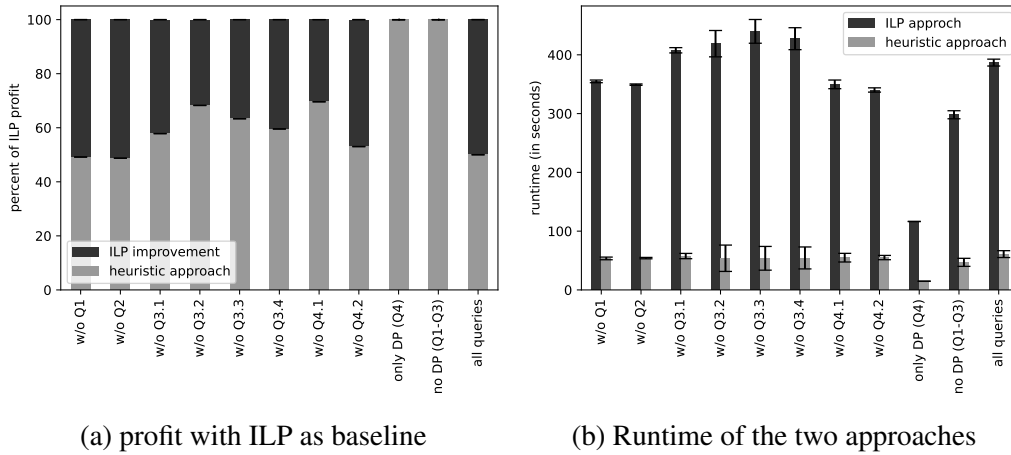 100
80
60
40
20
0
percent of ILP profit
ILP improvement
heuristic approach
w/o Q1
w/o Q2
w/o Q3.1
w/o Q3.2
w/o Q3.3
w/o Q3.4
w/o Q4.1
w/o Q4.2
only DP (Q4)
no DP (Q1-Q3)
all queries
(a) profit with ILP as baseline
400
300
200
100
0
runtime (in seconds)
ILP approch
heuristic approach
w/o Q1
w/o Q2
w/o Q3.1
w/o Q3.2
w/o Q3.3
w/o Q3.4
w/o Q4.1
w/o Q4.2
only DP (Q4)
no DP (Q1-Q3)
all queries
(b) Runtime of the two approaches